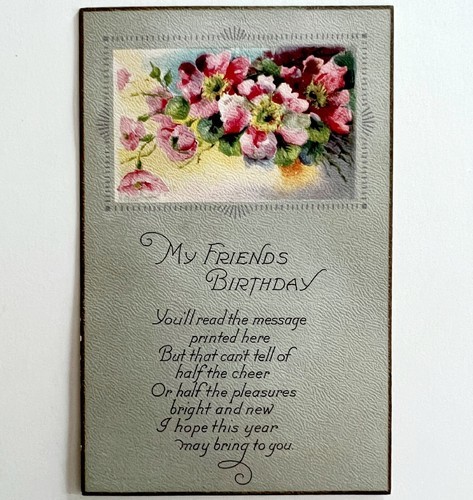 My Friends
Birthday
You'll read the message
printed here
But that can't tell of
half the cheer
Or half the pleasures
bright and new
I hope this year
may bring to you.